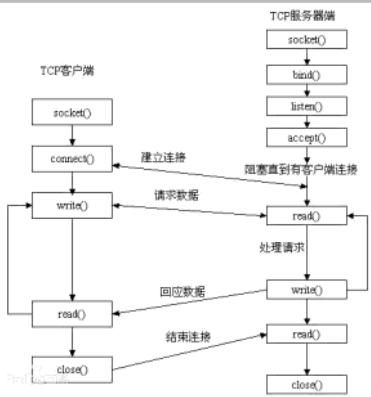 TCP服务器端
socket()
bind()
listen()
accept()
阻塞直到有客户端连接
read()
处理请求
write()
read()
close()
TCP客户端
socket()
connect()
write()
read()
close()
建立连接
请求数据
回应数据
结束连接